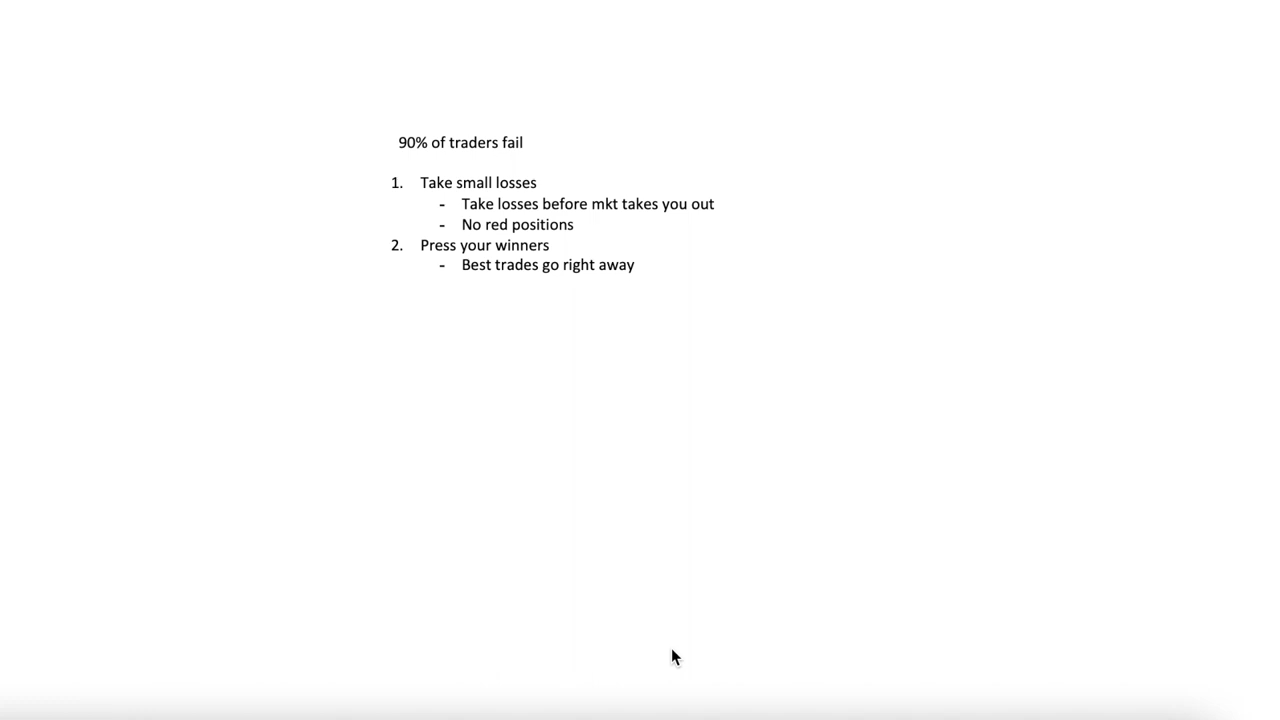 90% of traders fail
1. Take small losses
- Take losses before mkt takes you out
- No red positions
2. Press your winners
- Best trades go right away